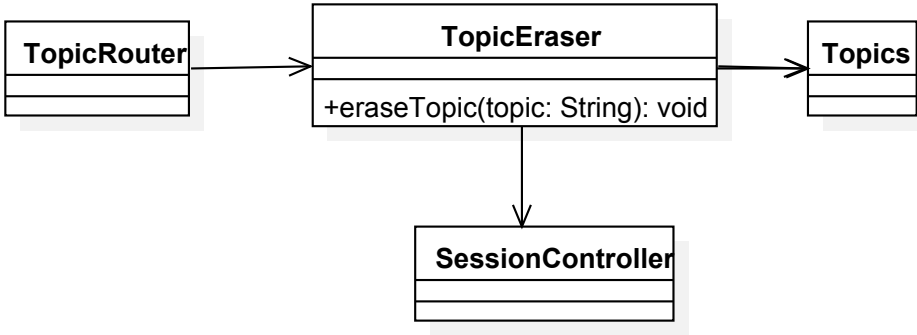 TopicRouter
TopicEraser
Topics
+eraseTopic(topic: String): void
SessionController